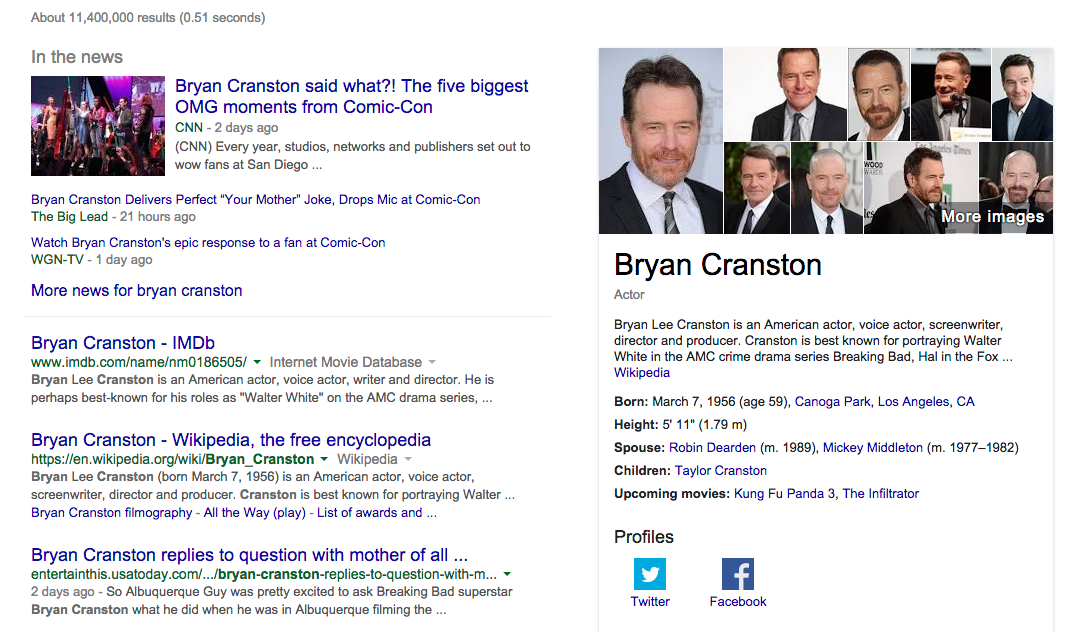 About 11,400,000 results (0.51 seconds)
In the news
Bryan Cranston said what?! The five biggest
OMG moments from Comic-Con
CNN - 2 days ago
(CNN) Every year, studios, networks and publishers set out to
wow fans at San Diego ...
Bryan Cranston Delivers Perfect “Your Mother” Joke, Drops Mic at Comic-Con
The Big Lead - 21 hours ago
Watch Bryan Cranston's epic response to a fan at Comic-Con
WGN-TV - 1 day ago
More news for bryan cranston
Bryan Cranston - IMDb
www.imdb.com/name/nm0186505/ Internet Movie Database
Bryan Lee Cranston is an American actor, voice actor, writer and director. He is
perhaps best-known for his roles as "Walter White" on the AMC drama series, ...
Bryan Cranston - Wikipedia, the free encyclopedia
https://en.wikipedia.org/wiki/Bryan_Cranston Wikipedia
Bryan Lee Cranston (born March 7, 1956) is an American actor, voice actor,
screenwriter, director and producer. Cranston is best known for portraying Walter ...
Bryan Cranston filmography - All the Way (play) - List of awards and ...
Bryan Cranston replies to question with mother of all ...
entertainthis.usatoday.com/.../bryan-cranston-replies-to-question-with-m...
2 days ago - So Albuquerque Guy was pretty excited to ask Breaking Bad superstar
Bryan Cranston what he did when he was in Albuquerque filming the ...
More images
Bryan Cranston
Actor
Bryan Lee Cranston is an American actor, voice actor, screenwriter,
director and producer. Cranston is best known for portraying Walter
White in the AMC crime drama series Breaking Bad, Hal in the Fox ...
Wikipedia
Born: March 7, 1956 (age 59), Canoga Park, Los Angeles, CA
Height: 5' 11" (1.79 m)
Spouse: Robin Dearden (m. 1989), Mickey Middleton (m. 1977–1982)
Children: Taylor Cranston
Upcoming movies: Kung Fu Panda 3, The Infiltrator
Profiles
Twitter Facebook